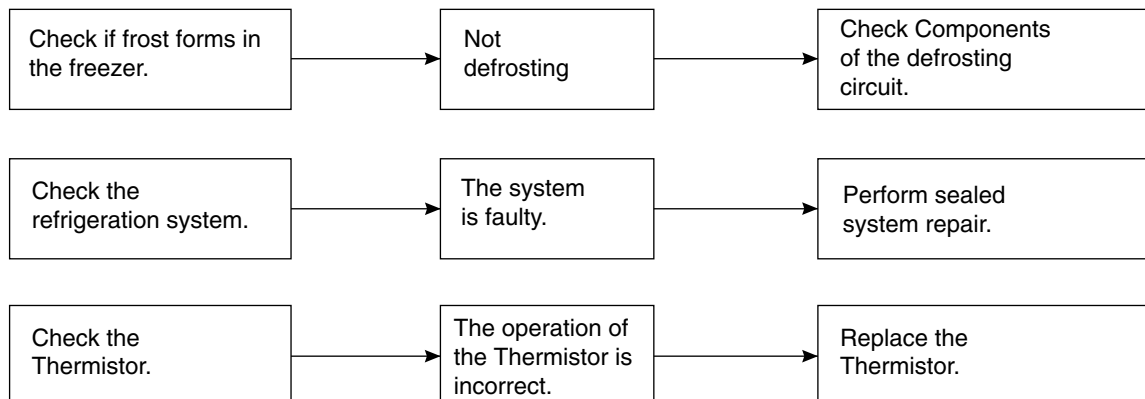 Check if frost forms in
the freezer.
Not
defrosting
Check Components
of the defrosting
circuit.
Check the
refrigeration system.
The system
is faulty.
Perform sealed
system repair.
Check the
Thermistor.
The operation of
the Thermistor is
incorrect.
Replace the
Thermistor.